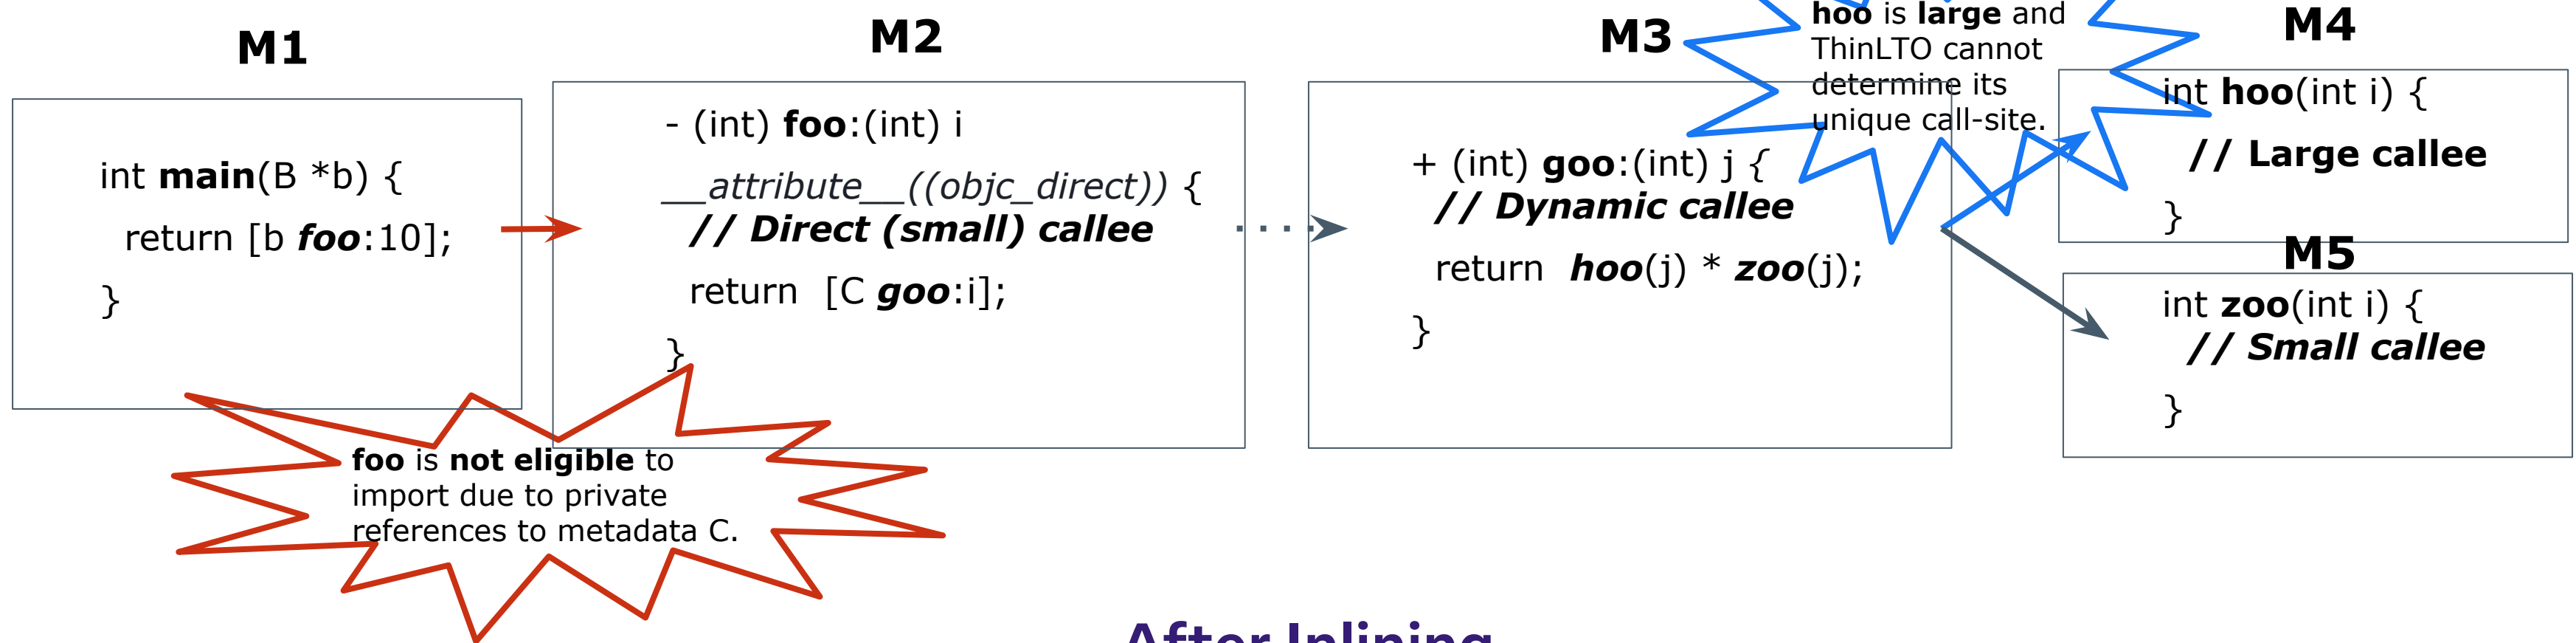 M1
int main(B *b) {
return [b foo:10];
}
M2
- (int) foo:(int) i
__attribute__((objc_direct)) {
// Direct (small) callee
return [C goo:i];
}
foo is not eligible to
import due to private
references to metadata C.
M3
+ (int) goo:(int) j {
// Dynamic callee
return hoo(j) * zoo(j);
}
hoo is large and
ThinLTO cannot
determine its
unique call-site.
M4
int hoo(int i) {
// Large callee
}
M5
int zoo(int i) {
// Small callee
}
After Inlining